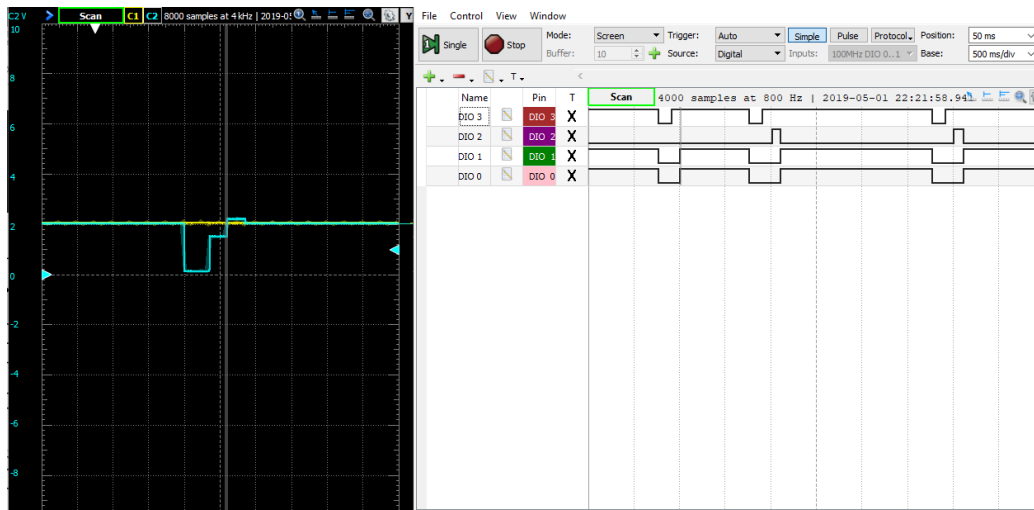 C2 V Scan C1 C2 8000 samples at 4 kHz | 2019-05 Y
10
8
6
4
2
0
-2
-4
-6
-8
File Control View Window
Single Stop Mode: Screen Trigger: Auto Simple Pulse Protocol Position: 50 ms
Buffer: 10 Source: Digital Inputs: 100MHz DIO 0..1 Base: 500 ms/div
T
Name Pin T Scan 4000 samples at 800 Hz | 2019-05-01 22:21:58.94
DIO 3 DIO 3 X
DIO 2 DIO 2 X
DIO 1 DIO 1 X
DIO 0 DIO 0 X